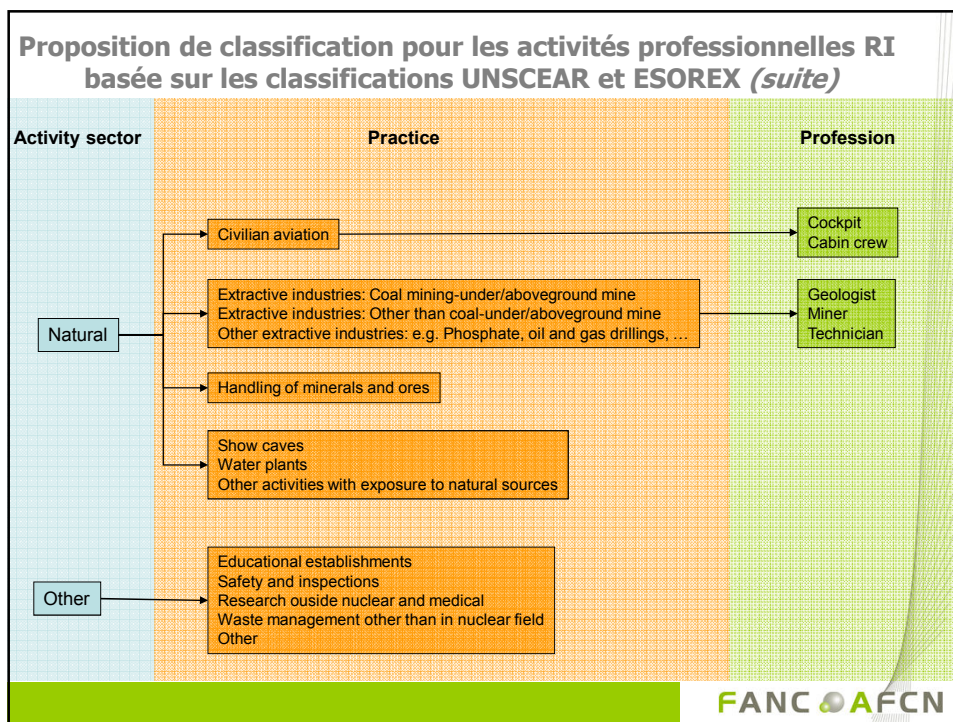 Proposition de classification pour les activités professionnelles RI
basée sur les classifications UNSCEAR et ESOREX (suite)
Activity sector
Practice
Profession
Natural
Civilian aviation
Cockpit
Cabin crew
Extractive industries: Coal mining-under/aboveground mine
Extractive industries: Other than coal-under/aboveground mine
Other extractive industries: e.g. Phosphate, oil and gas drillings, …
Geologist
Miner
Technician
Handling of minerals and ores
Show caves
Water plants
Other activities with exposure to natural sources
Other
Educational establishments
Safety and inspections
Research ouside nuclear and medical
Waste management other than in nuclear field
Other
FANC AFCN